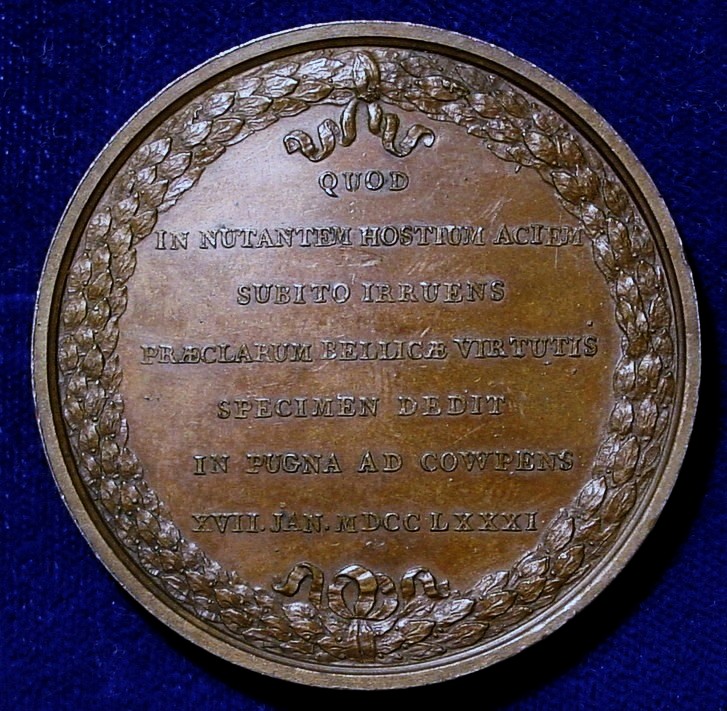 QUOD
IN NUTANTEM HOSTIUM ACIEM
SUBITO IRRUENS
PRÆCLARUM BELLICÆ VIRTUTIS
SPECIMEN DEDIT
IN PUGNA AD COWPENS
XVII. JAN. MDCC LXXXI